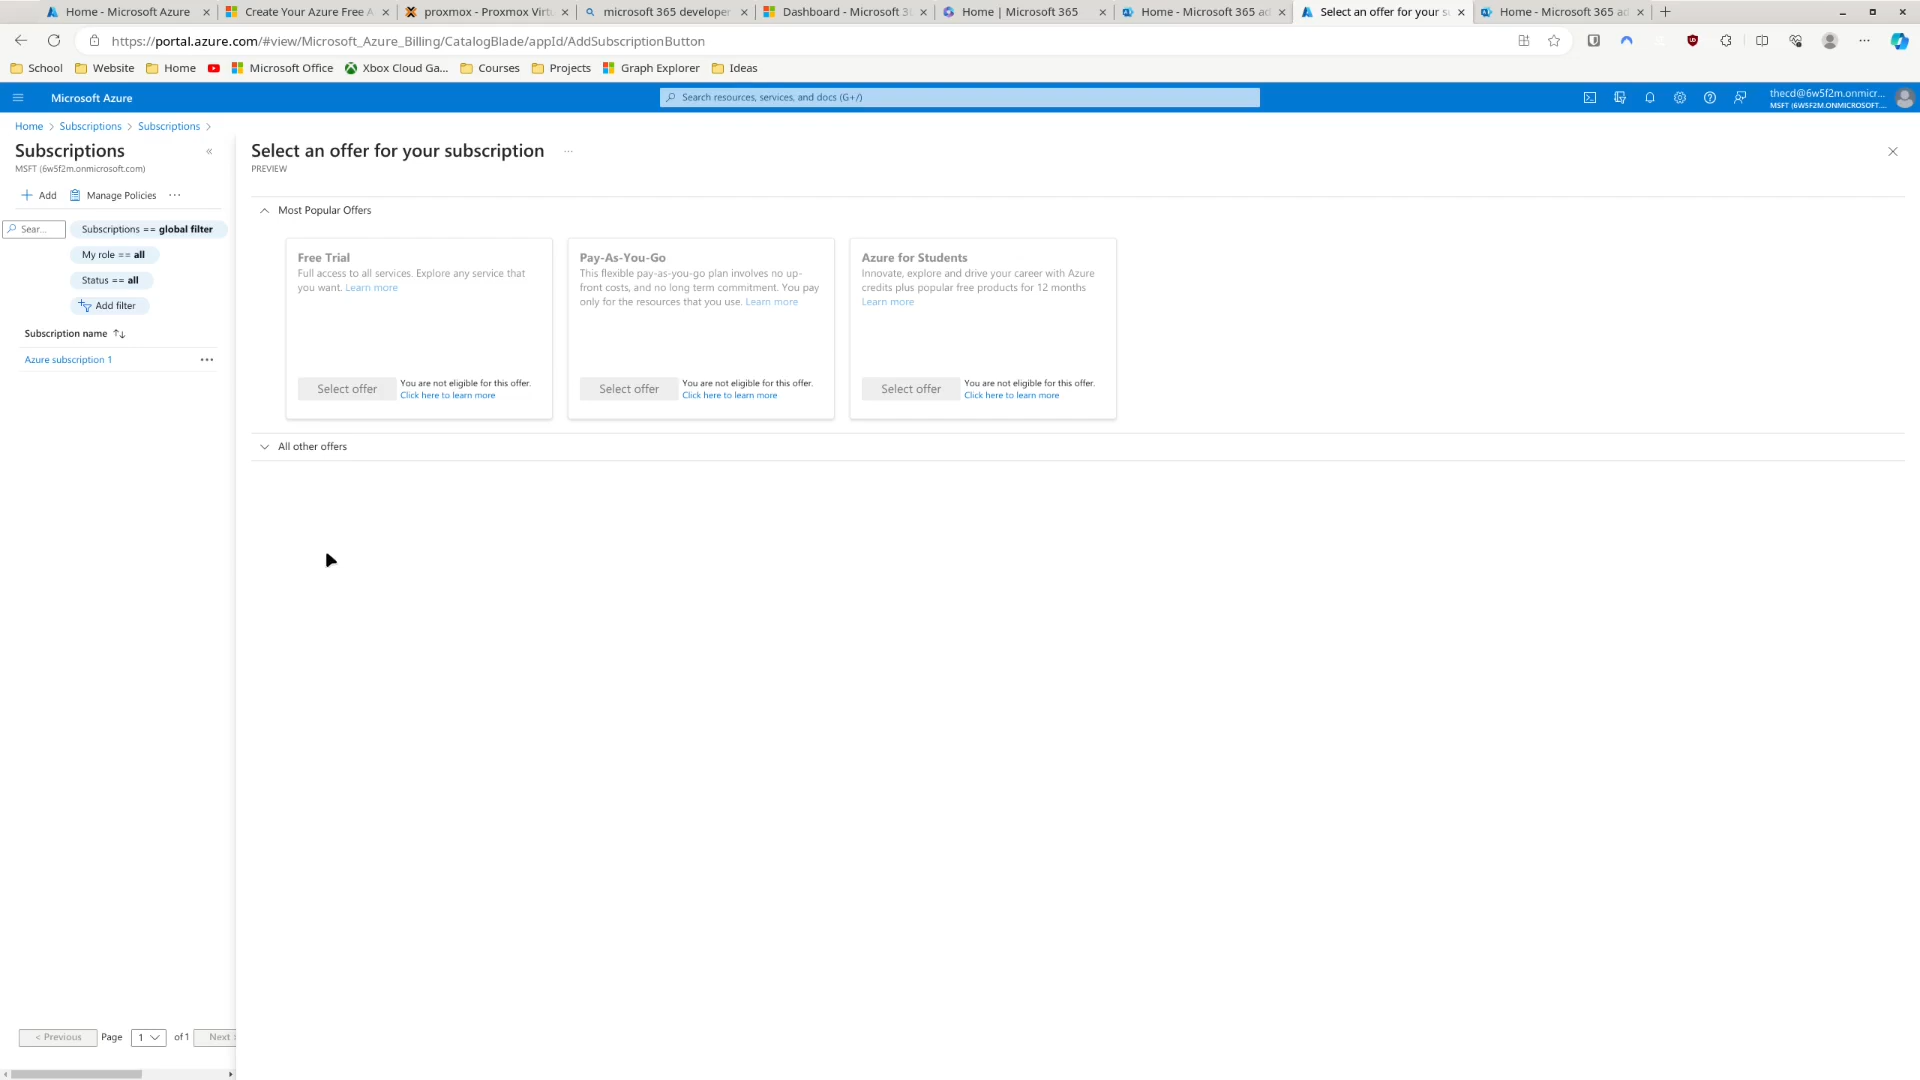 Home - Microsoft Azure
Create Your Azure Free A
proxmox - Proxmox Virtu
microsoft 365 developer
Dashboard - Microsoft 3
Home | Microsoft 365
Home - Microsoft 365 ad
Select an offer for your su
Home - Microsoft 365 ad
https://portal.azure.com/#view/Microsoft_Azure_Billing/CatalogBlade/appId/AddSubscriptionButton
School
Website
Home
Microsoft Office
Xbox Cloud Ga...
Courses
Projects
Graph Explorer
Ideas
Microsoft Azure
Search resources, services, and docs (G+/)
thecd@6w5f2m.onmicr...
MSFT (6W5F2M.ONMICROSOFT....
Home > Subscriptions > Subscriptions >
Subscriptions
MSFT (6w5f2m.onmicrosoft.com)
+ Add
Manage Policies
...
Sear...
Subscriptions == global filter
My role == all
Status == all
Add filter
Subscription name ↑↓
Azure subscription 1
...
< Previous
Page
1
of 1
Next
Select an offer for your subscription
...
PREVIEW
Most Popular Offers
Free Trial
Full access to all services. Explore any service that
you want. Learn more
Select offer
You are not eligible for this offer.
Click here to learn more
Pay-As-You-Go
This flexible pay-as-you-go plan involves no up-
front costs, and no long term commitment. You pay
only for the resources that you use. Learn more
Select offer
You are not eligible for this offer.
Click here to learn more
Azure for Students
Innovate, explore and drive your career with Azure
credits plus popular free products for 12 months
Learn more
Select offer
You are not eligible for this offer.
Click here to learn more
All other offers